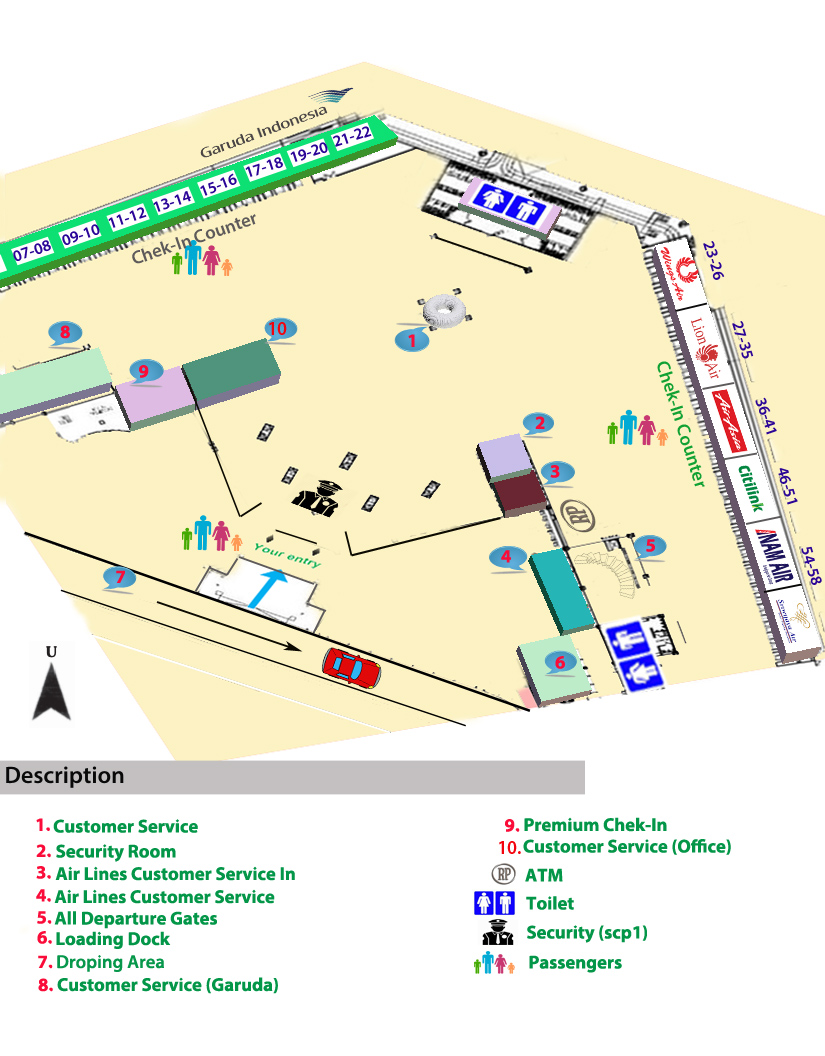 Garuda Indonesia
07-08
09-10
11-12
13-14
15-16
17-18
19-20
21-22
Chek-In Counter
Wings Air
23-26
Lion Air
27-35
Chek-In Counter
AirAsia
36-41
Citilink
46-51
NAM AIR
54-58
Sriwijaya Air
1
2
3
RP
4
5
6
7
8
9
10
Your entry
U
Description
1. Customer Service
2. Security Room
3. Air Lines Customer Service In
4. Air Lines Customer Service
5. All Departure Gates
6. Loading Dock
7. Droping Area
8. Customer Service (Garuda)
9. Premium Chek-In
10. Customer Service (Office)
RP ATM
Toilet
Security (scp1)
Passengers